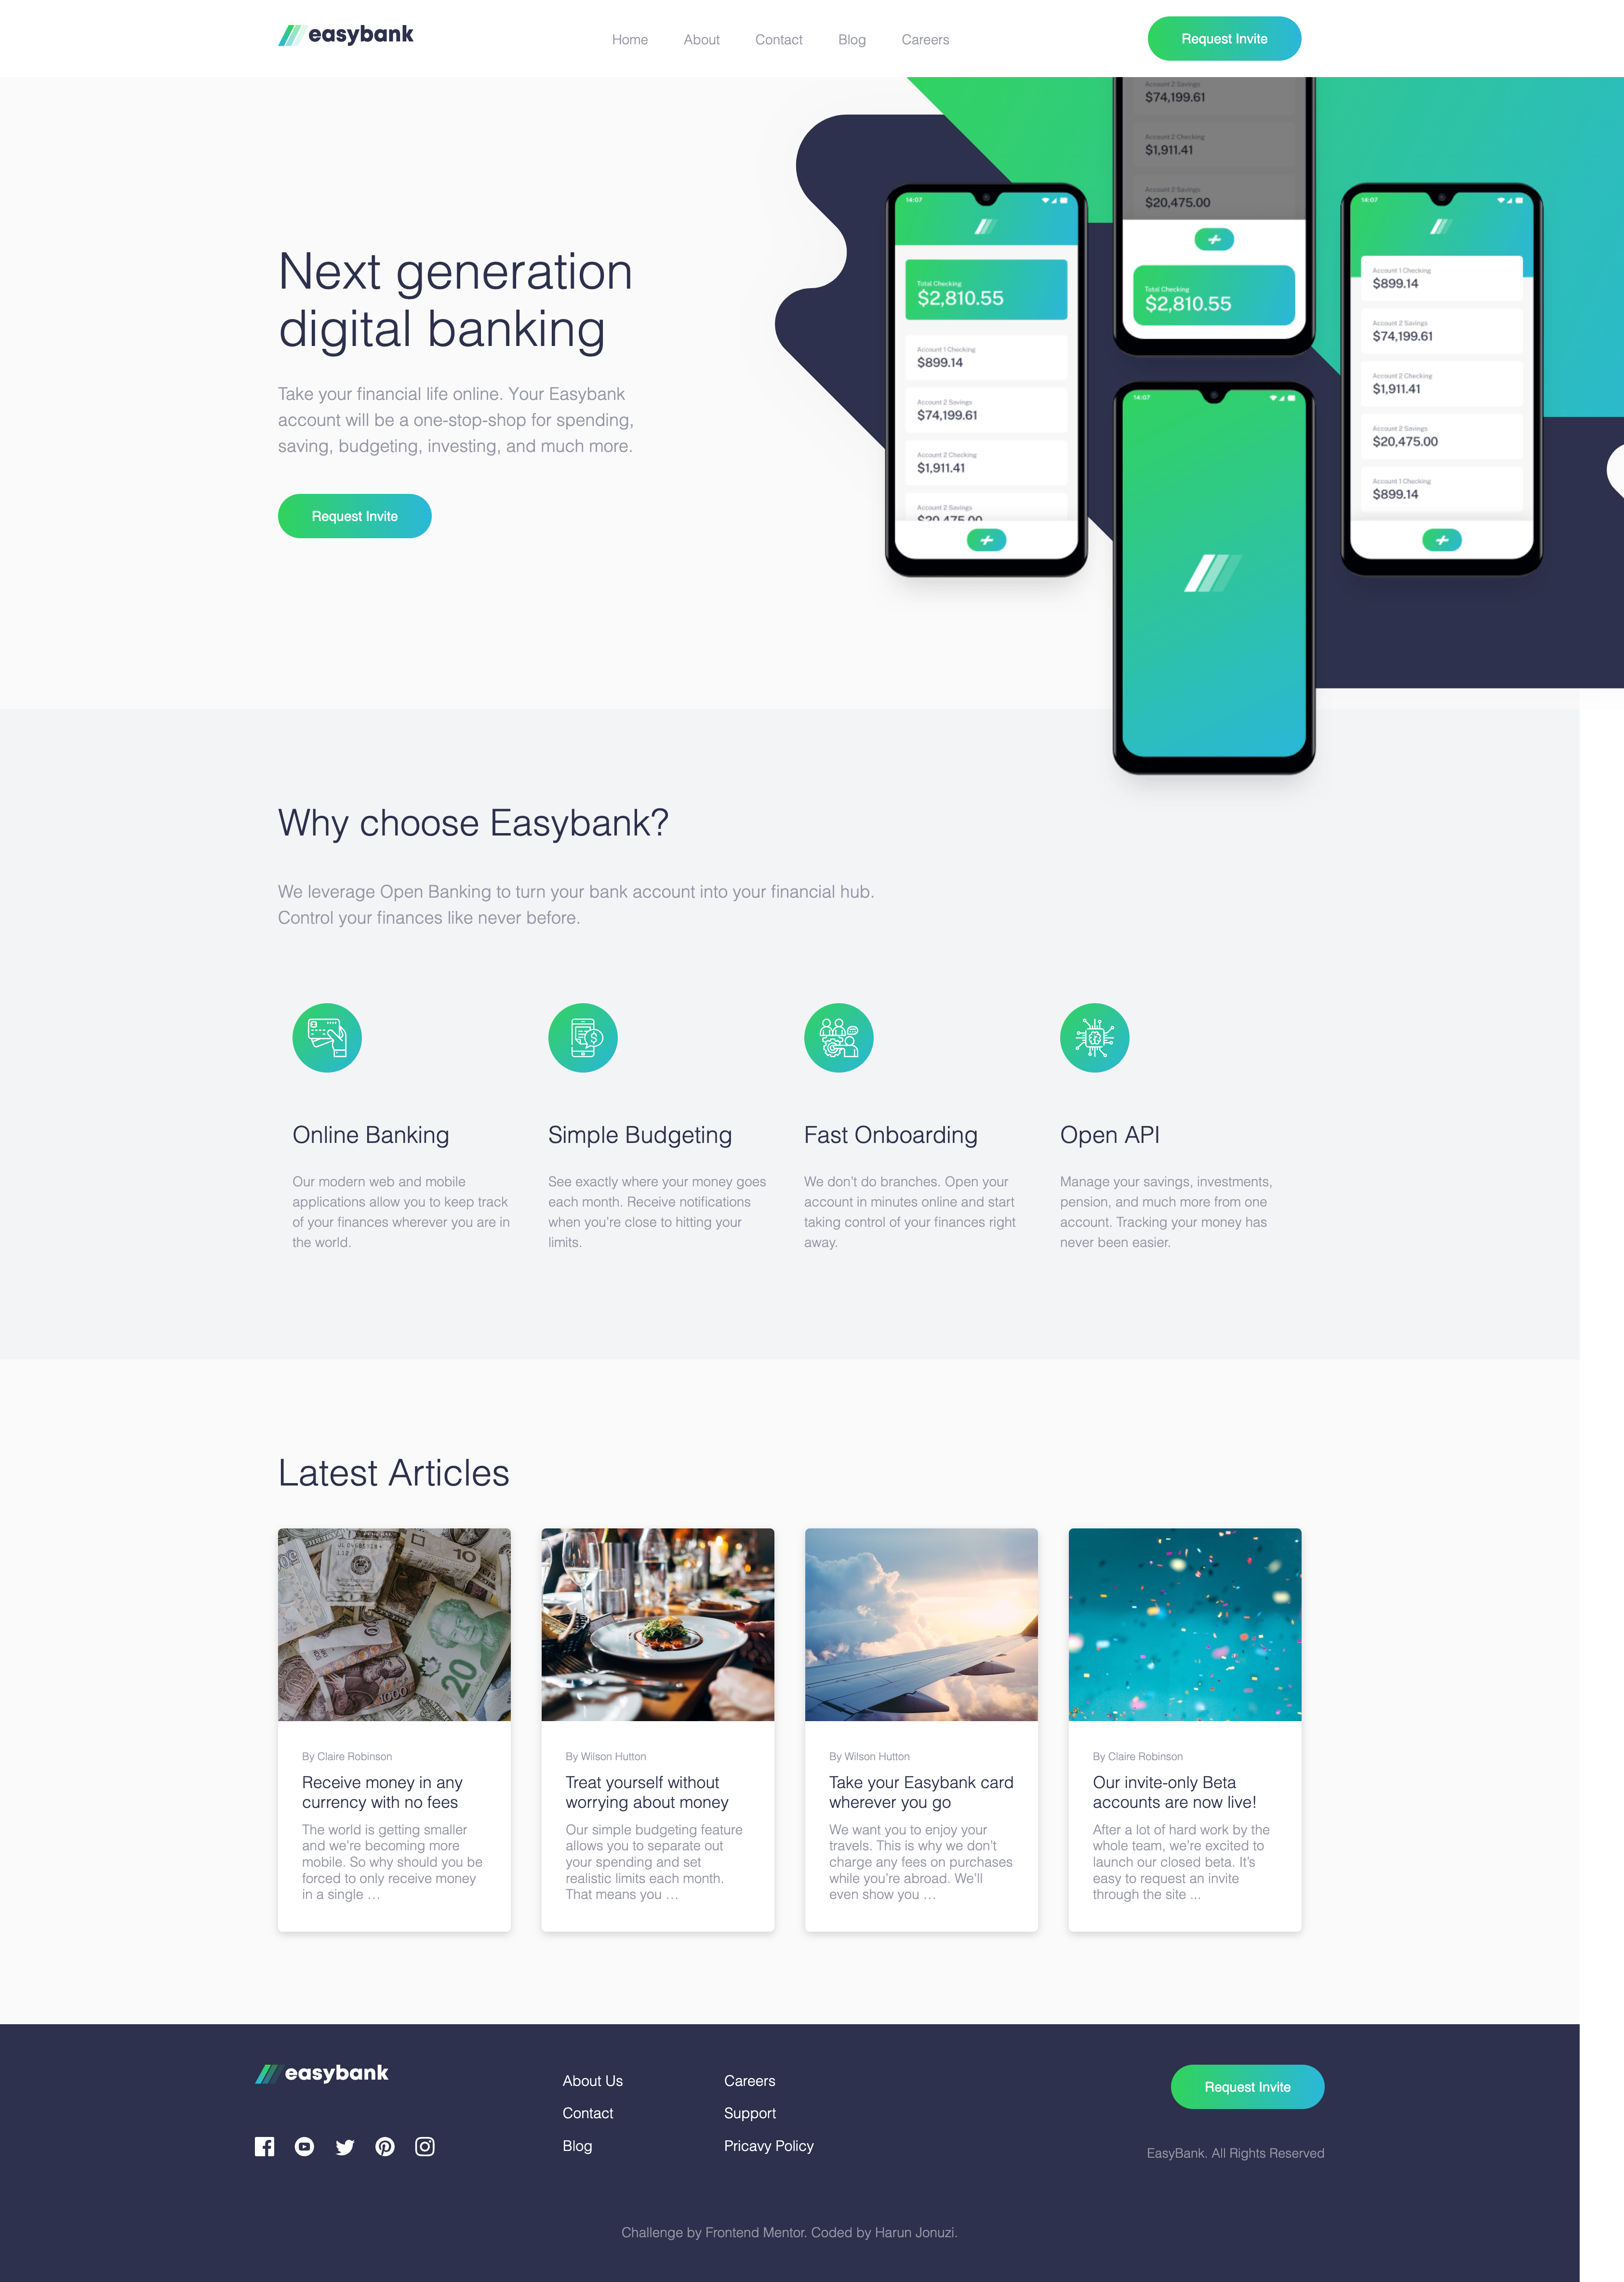 easybank
Home About Contact Blog Careers
Request Invite
Next generation
digital banking
Take your financial life online. Your Easybank
account will be a one-stop-shop for spending,
saving, budgeting, investing, and much more.
Request Invite
14:07
Total Checking
$2,810.55
Account 1 Checking
$899.14
Account 2 Savings
$74,199.61
Account 2 Checking
$1,911.41
Account 2 Savings
$20,475.00
Account 2 Savings
$74,199.61
Account 2 Checking
$1,911.41
Account 2 Savings
$20,475.00
Total Checking
$2,810.55
14:07
14:07
Account 1 Checking
$899.14
Account 2 Savings
$74,199.61
Account 2 Checking
$1,911.41
Account 2 Savings
$20,475.00
Account 1 Checking
$899.14
Why choose Easybank?
We leverage Open Banking to turn your bank account into your financial hub.
Control your finances like never before.
Online Banking
Our modern web and mobile
applications allow you to keep track
of your finances wherever you are in
the world.
Simple Budgeting
See exactly where your money goes
each month. Receive notifications
when you’re close to hitting your
limits.
Fast Onboarding
We don’t do branches. Open your
account in minutes online and start
taking control of your finances right
away.
Open API
Manage your savings, investments,
pension, and much more from one
account. Tracking your money has
never been easier.
Latest Articles
10
20
1000
By Claire Robinson
Receive money in any
currency with no fees
The world is getting smaller
and we’re becoming more
mobile. So why should you be
forced to only receive money
in a single …
By Wilson Hutton
Treat yourself without
worrying about money
Our simple budgeting feature
allows you to separate out
your spending and set
realistic limits each month.
That means you …
By Wilson Hutton
Take your Easybank card
wherever you go
We want you to enjoy your
travels. This is why we don’t
charge any fees on purchases
while you’re abroad. We’ll
even show you …
By Claire Robinson
Our invite-only Beta
accounts are now live!
After a lot of hard work by the
whole team, we’re excited to
launch our closed beta. It’s
easy to request an invite
through the site ...
easybank
About Us
Contact
Blog
Careers
Support
Pricavy Policy
Request Invite
EasyBank. All Rights Reserved
Challenge by Frontend Mentor. Coded by Harun Jonuzi.